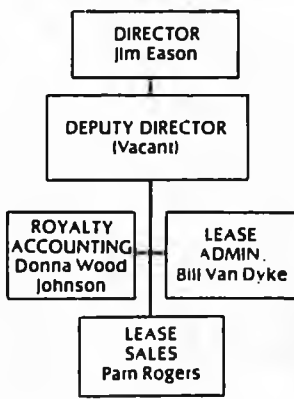 DIRECTOR
Jim Eason
DEPUTY DIRECTOR
(Vacant)
ROYALTY
ACCOUNTING
Donna Wood
Johnson
LEASE
ADMIN.
Bill Van Dyke
LEASE
SALES
Pam Rogers